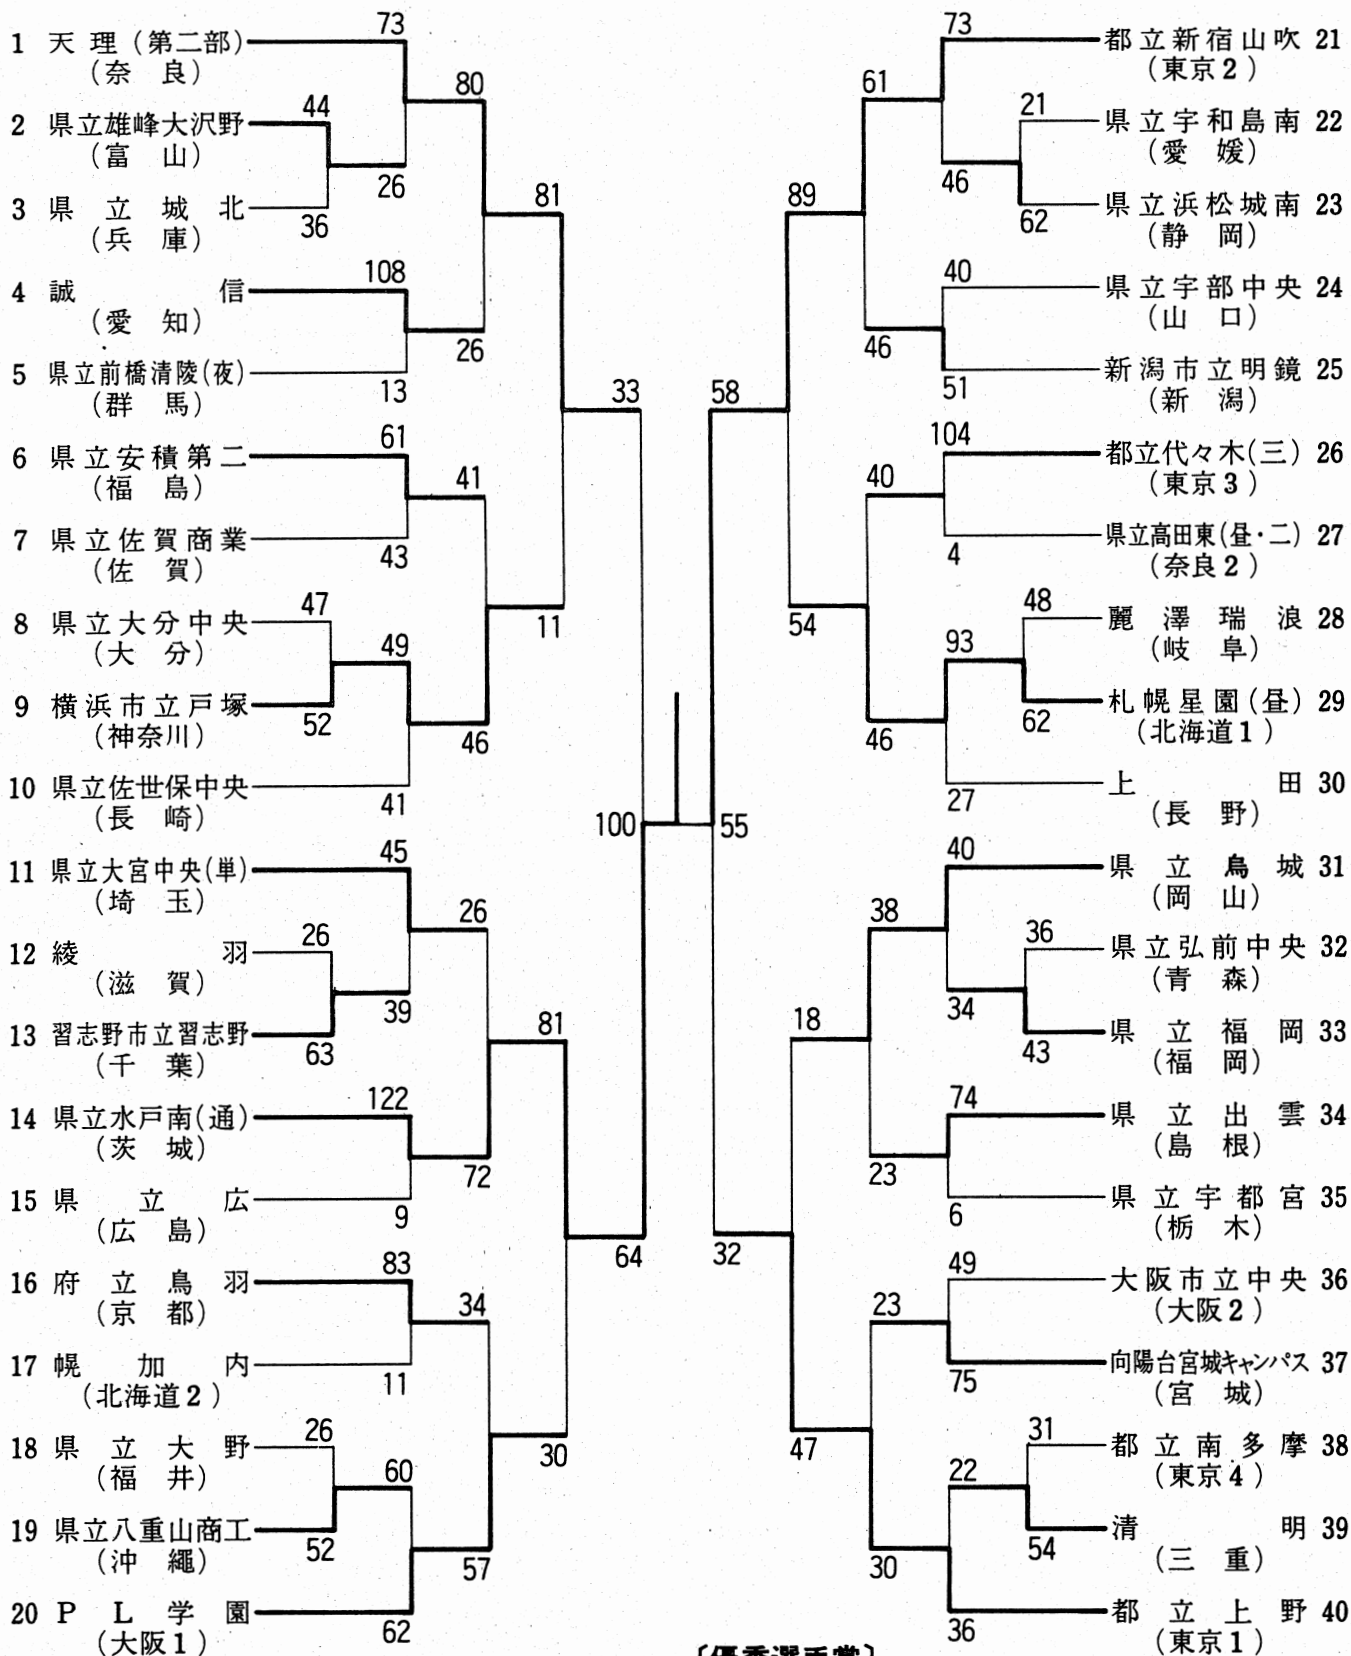 73
1 天理(第二部)
(奈良)
80
44
2 県立雄峰大沢野
(富山)
26
81
3 県立城北
36
(兵庫)
108
4 誠信
(愛知)
26
5 県立前橋清陵(夜)
13
(群馬)
33
61
6 県立安積第二
(福島)
41
7 県立佐賀商業
43
(佐賀)
47
8 県立大分中央
11
(大分)
49
9 横浜市立戸塚
52
(神奈川)
46
10 県立佐世保中央
41
(長崎)
100
45
11 県立大宮中央(単)
(埼玉)
26
26
12 綾羽
(滋賀)
39
13 習志野市立習志野
63
(千葉)
81
122
14 県立水戸南(通)
(茨城)
72
15 県立広
9
(広島)
64
83
16 府立鳥羽
(京都)
34
17 幌加内
11
(北海道2)
26
18 県立大野
30
(福井)
60
19 県立八重山商工
52
(沖縄)
57
20 PL学園
62
(大阪1)
73
都立新宿山吹 21
(東京2)
61
21
県立宇和島南 22
(愛媛)
46
89
県立浜松城南 23
62
(静岡)
40
県立宇部中央 24
(山口)
46
新潟市立明鏡 25
51
(新潟)
58
104
都立代々木(三) 26
(東京3)
40
県立高田東(昼・二) 27
4
(奈良2)
48
麗澤瑞浪 28
54
(岐阜)
93
札幌星園(昼) 29
62
(北海道1)
46
上田 30
27
(長野)
55
40
県立烏城 31
(岡山)
38
36
県立弘前中央 32
(青森)
34
18
県立福岡 33
43
(福岡)
74
県立出雲 34
(島根)
23
県立宇都宮 35
6
(栃木)
32
49
大阪市立中央 36
(大阪2)
23
向陽台宮城キャンパス 37
75
(宮城)
31
都立南多摩 38
47
(東京4)
22
清明 39
54
(三重)
30
都立上野 40
36
(東京1)
〔優秀選手賞〕